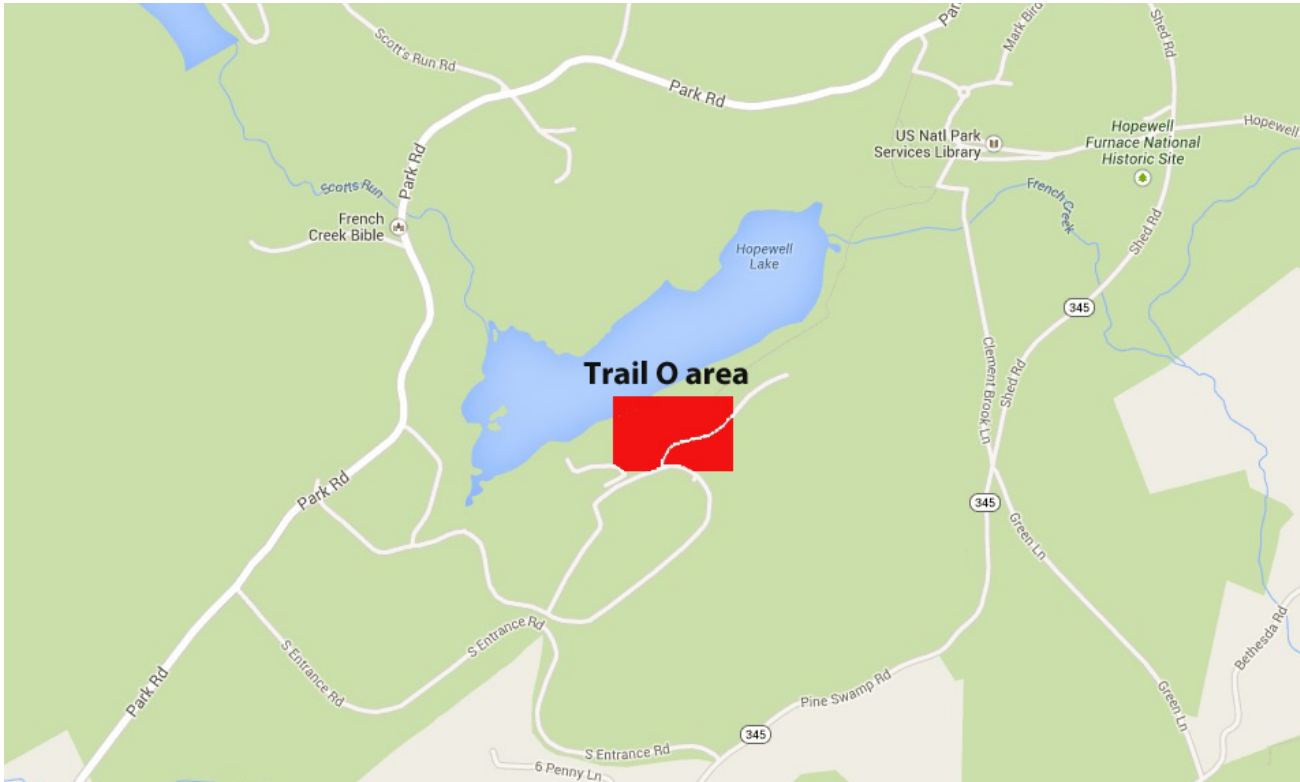 Par
Mark Bird
Shed Rd
Scott's Run Rd
Park Rd
Hopewell
US Natl Park
Services Library
Hopewell
Furnace National
Historic Site
Park Rd
Scotts Run
French
Creek Bible
French
Creek
Shed Rd
Hopewell
Lake
345
Trail O area
Clement Brook Ln
Shed Rd
Park Rd
345
Green Ln
S Entrance Rd
S Entrance Rd
Bethesda Rd
Park Rd
Pine Swamp Rd
Green Ln
345
S Entrance Rd
6 Penny Ln